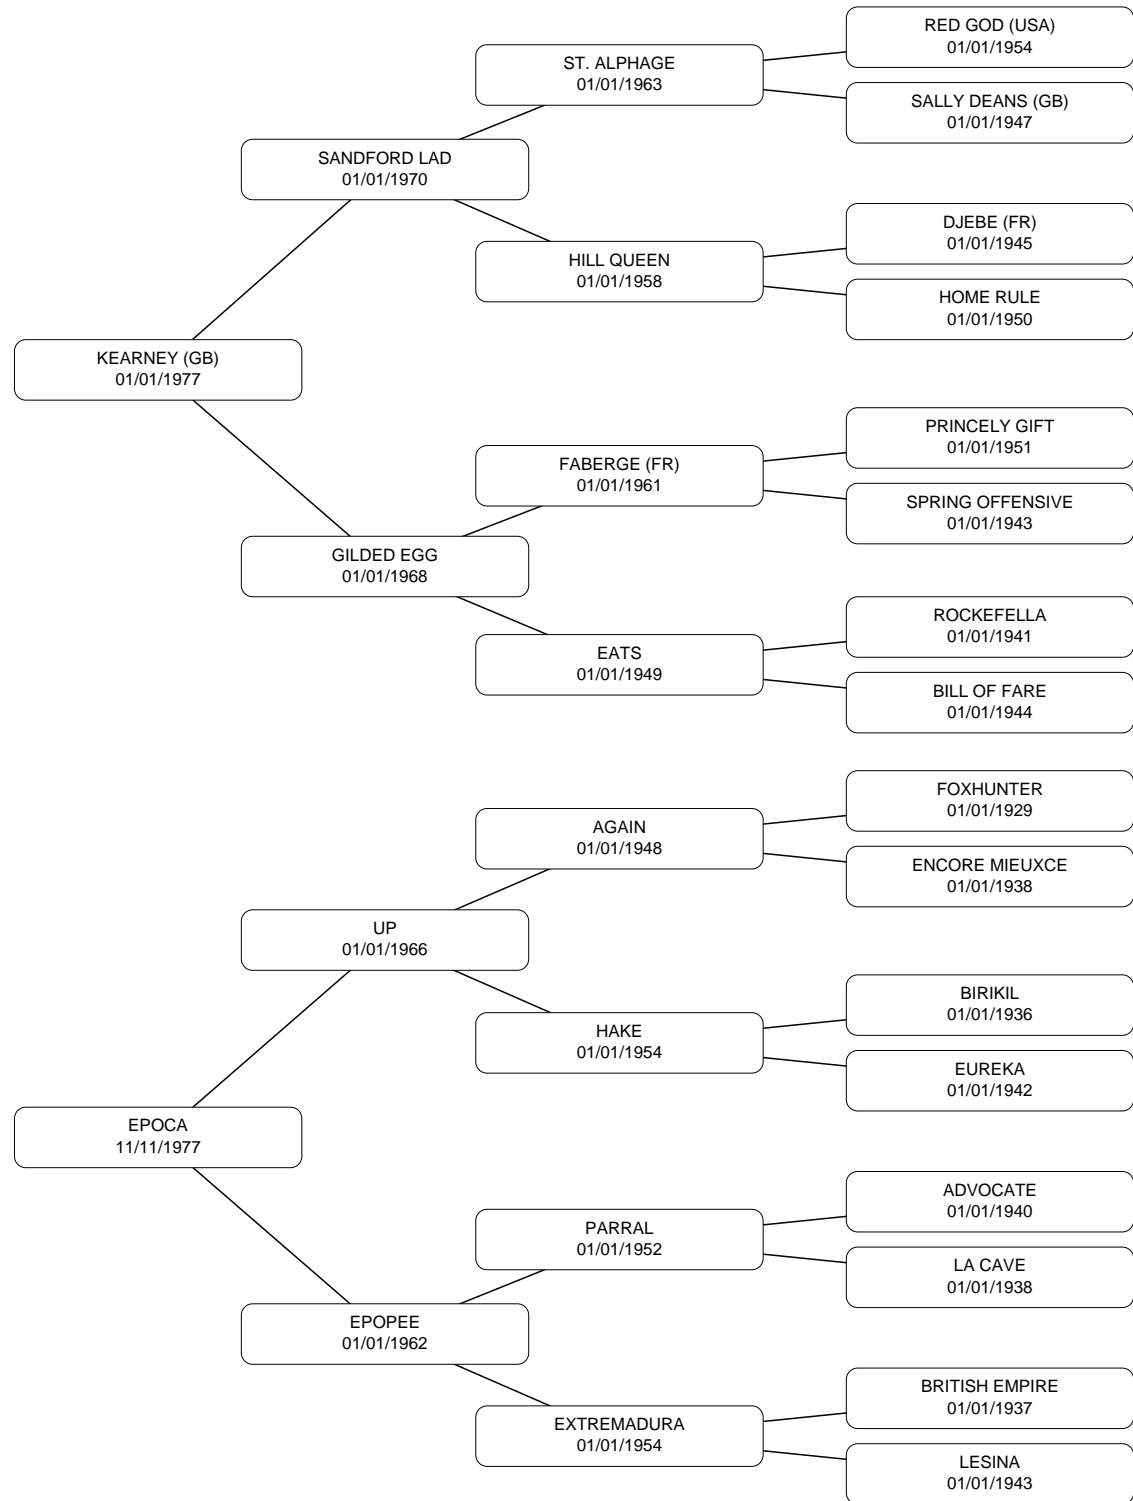 RED GOD (USA)
01/01/1954
ST. ALPHAGE
01/01/1963
SALLY DEANS (GB)
01/01/1947
SANDFORD LAD
01/01/1970
DJEBE (FR)
01/01/1945
HILL QUEEN
01/01/1958
HOME RULE
01/01/1950
KEARNEY (GB)
01/01/1977
PRINCELY GIFT
01/01/1951
FABERGE (FR)
01/01/1961
SPRING OFFENSIVE
01/01/1943
GILDED EGG
01/01/1968
ROCKEFELLA
01/01/1941
EATS
01/01/1949
BILL OF FARE
01/01/1944
FOXHUNTER
01/01/1929
AGAIN
01/01/1948
ENCORE MIEUXCE
01/01/1938
UP
01/01/1966
BIRIKIL
01/01/1936
HAKE
01/01/1954
EUREKA
01/01/1942
EPOCA
11/11/1977
ADVOCATE
01/01/1940
PARRAL
01/01/1952
LA CAVE
01/01/1938
EPOPEE
01/01/1962
BRITISH EMPIRE
01/01/1937
EXTREMADURA
01/01/1954
LESINA
01/01/1943